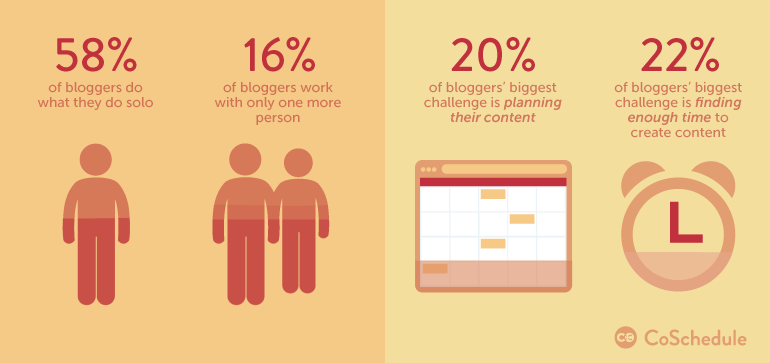 58%
of bloggers do
what they do solo
16%
of bloggers work
with only one more
person
20%
of bloggers' biggest
challenge is planning
their content
22%
of bloggers' biggest
challenge is finding
enough time to
create content
CoSchedule